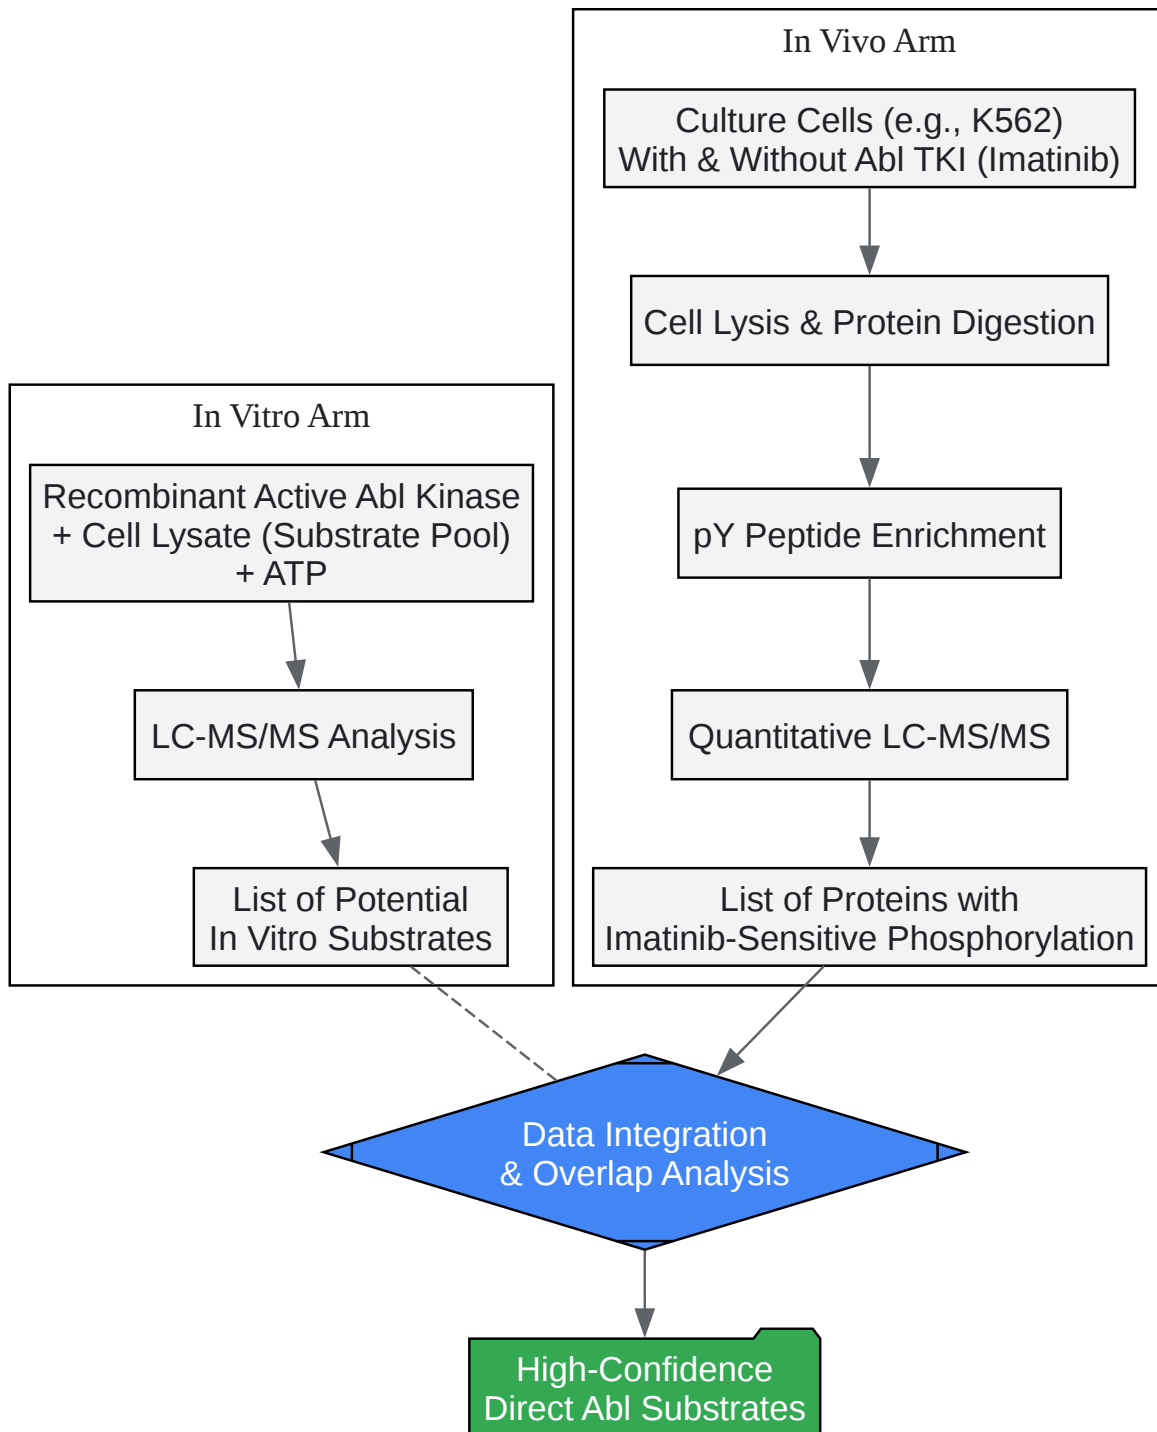 In Vivo Arm
Culture Cells (e.g., K562)
With & Without Abl TKI (Imatinib)
Cell Lysis & Protein Digestion
pY Peptide Enrichment
Quantitative LC-MS/MS
List of Proteins with
Imatinib-Sensitive Phosphorylation
In Vitro Arm
Recombinant Active Abl Kinase
+ Cell Lysate (Substrate Pool)
+ ATP
LC-MS/MS Analysis
List of Potential
In Vitro Substrates
Data Integration
& Overlap Analysis
High-Confidence
Direct Abl Substrates